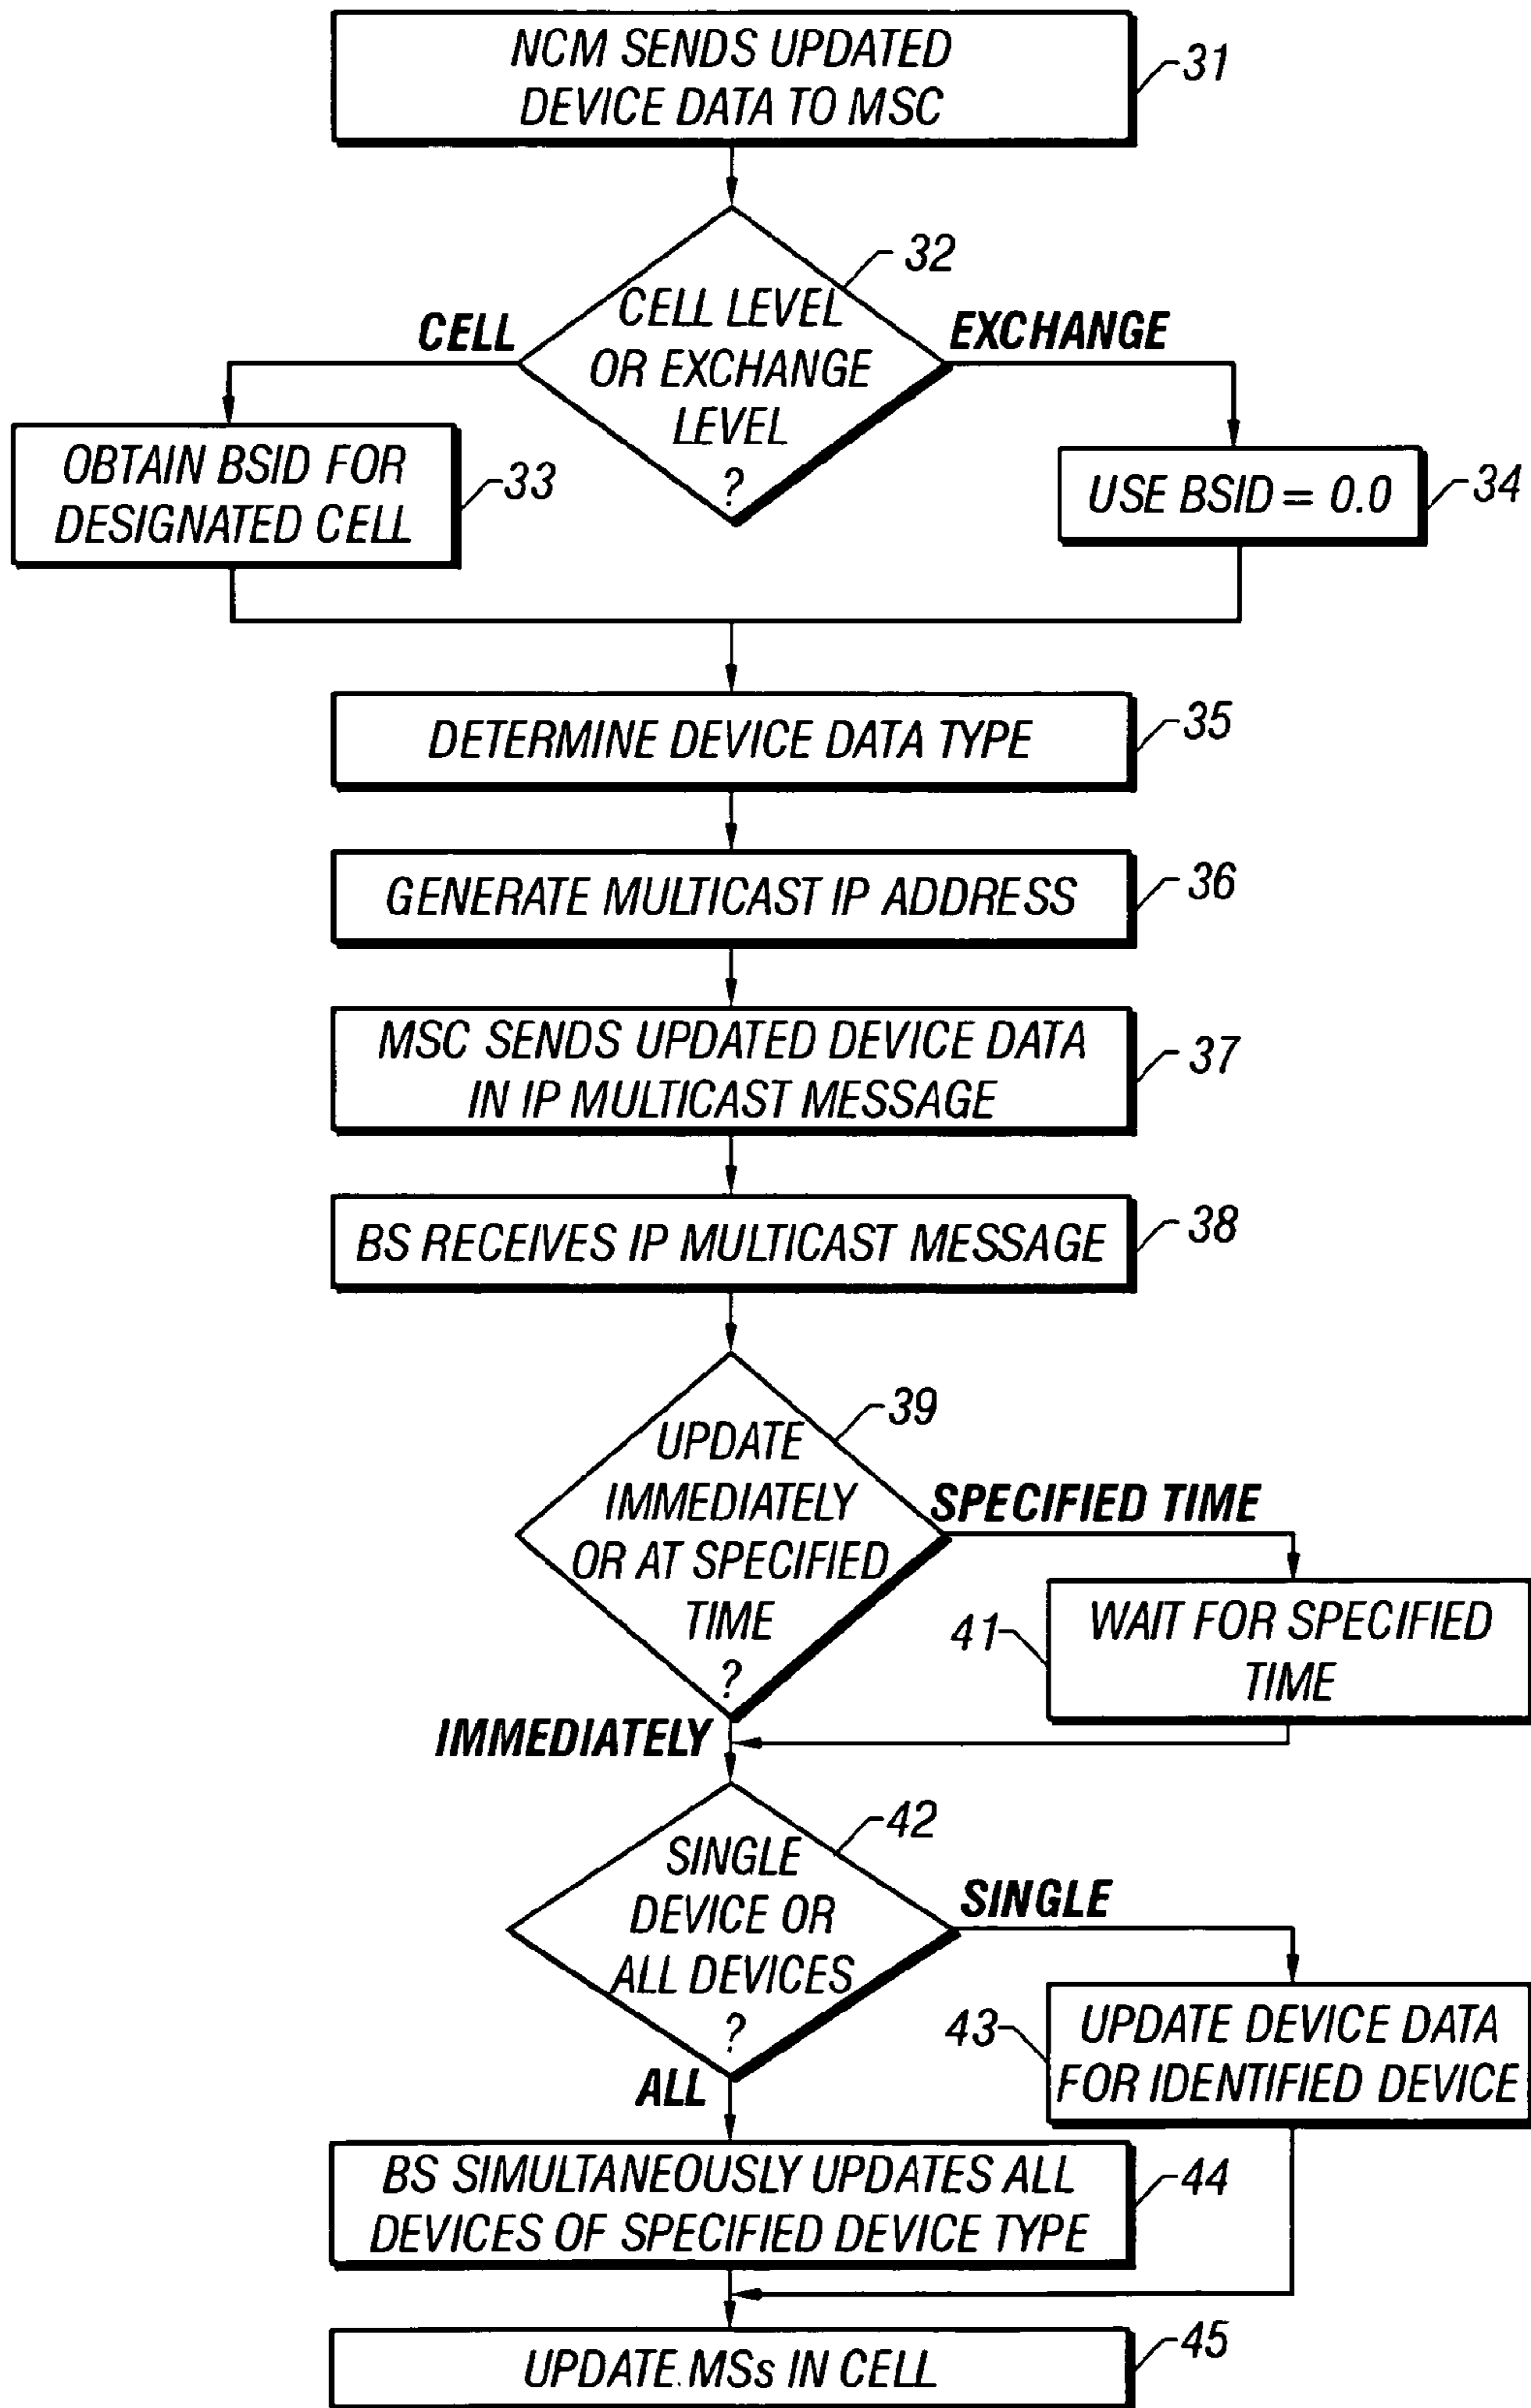 NCM SENDS UPDATED
DEVICE DATA TO MSC
31
32
CELL LEVEL
OR EXCHANGE
LEVEL
?
CELL
EXCHANGE
OBTAIN BSID FOR
DESIGNATED CELL
33
USE BSID = 0.0
34
DETERMINE DEVICE DATA TYPE
35
GENERATE MULTICAST IP ADDRESS
36
MSC SENDS UPDATED DEVICE DATA
IN IP MULTICAST MESSAGE
37
BS RECEIVES IP MULTICAST MESSAGE
38
39
UPDATE
IMMEDIATELY
OR AT SPECIFIED
TIME
?
SPECIFIED TIME
41
WAIT FOR SPECIFIED
TIME
IMMEDIATELY
42
SINGLE
DEVICE OR
ALL DEVICES
?
SINGLE
43
UPDATE DEVICE DATA
FOR IDENTIFIED DEVICE
ALL
BS SIMULTANEOUSLY UPDATES ALL
DEVICES OF SPECIFIED DEVICE TYPE
44
UPDATE MSs IN CELL
45